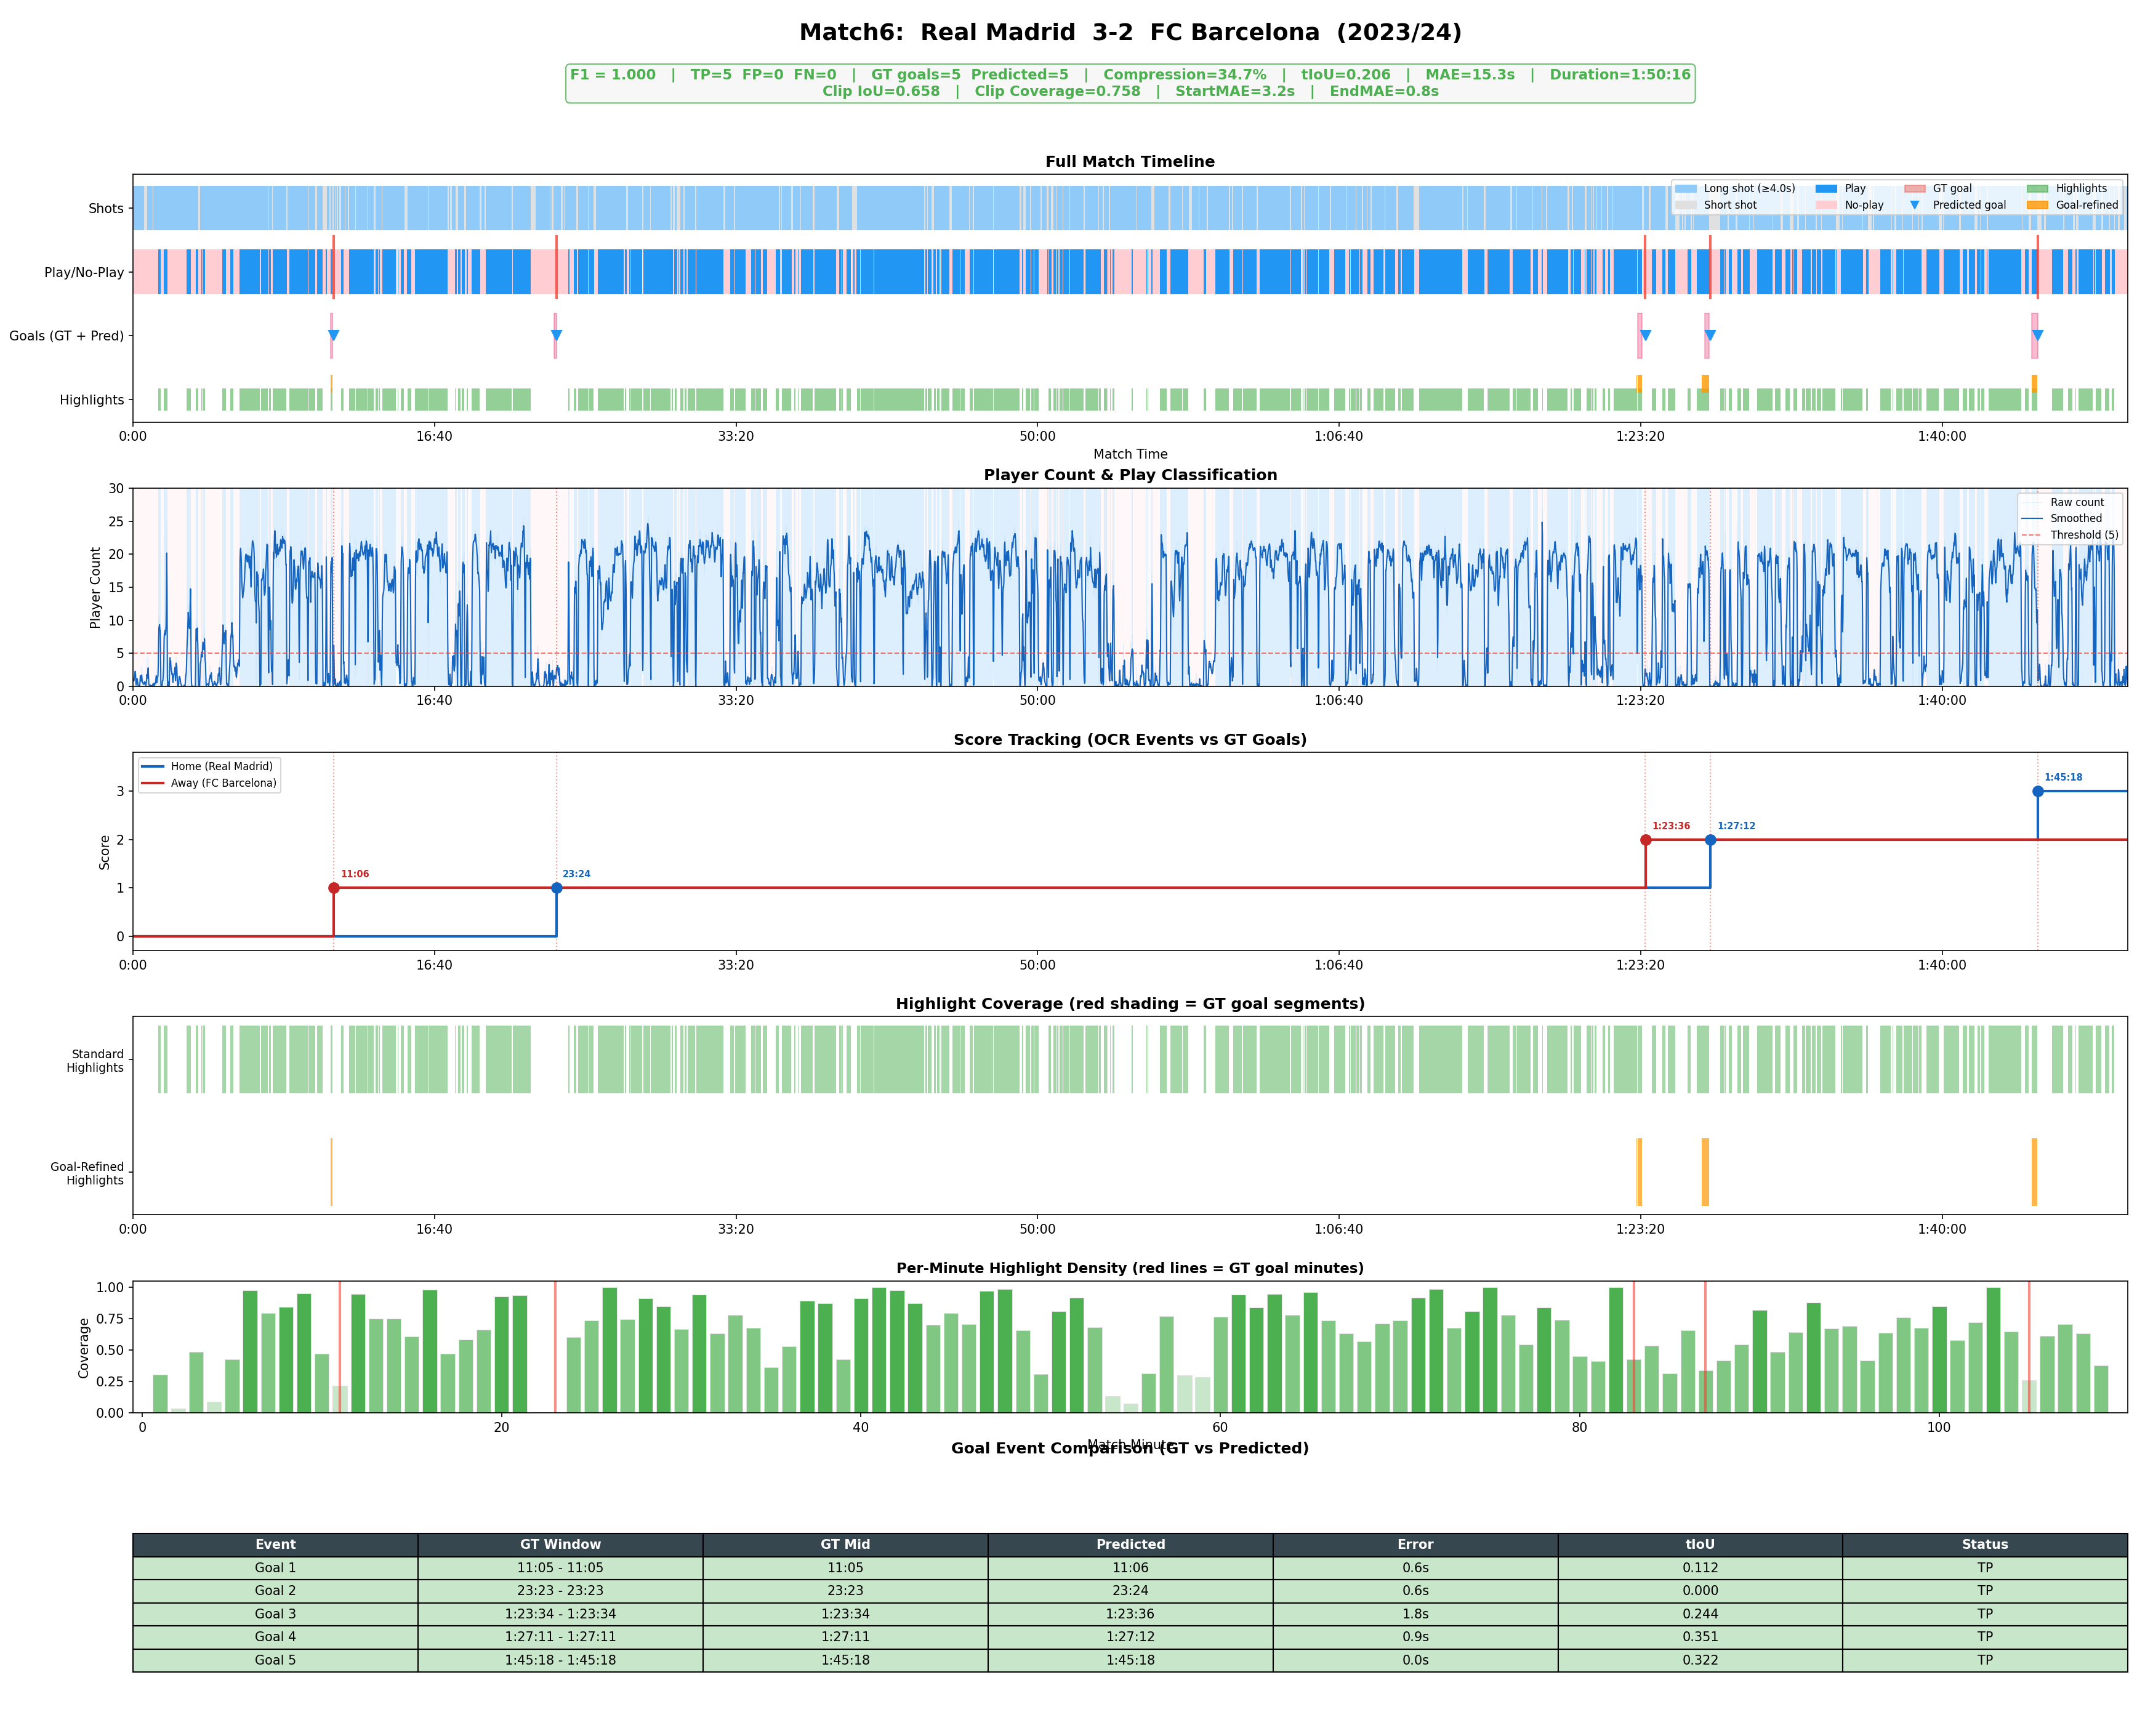 Match6:  Real Madrid  3-2  FC Barcelona  (2023/24)
F1 = 1.000   |   TP=5  FP=0  FN=0   |   GT goals=5  Predicted=5   |   Compression=34.7%   |   tIoU=0.206   |   MAE=15.3s   |   Duration=1:50:16
Clip IoU=0.658   |   Clip Coverage=0.758   |   StartMAE=3.2s   |   EndMAE=0.8s
Full Match Timeline
Shots
Play/No-Play
Goals (GT + Pred)
Highlights
Long shot (≥4.0s)
Short shot
Play
No-play
GT goal
Predicted goal
Highlights
Goal-refined
0:00 16:40 33:20 50:00 1:06:40 1:23:20 1:40:00
Match Time
Player Count & Play Classification
Player Count
30
25
20
15
10
5
0
Raw count
Smoothed
Threshold (5)
0:00 16:40 33:20 50:00 1:06:40 1:23:20 1:40:00
Score Tracking (OCR Events vs GT Goals)
Home (Real Madrid)
Away (FC Barcelona)
Score
3
2
1
0
11:06
23:24
1:23:36
1:27:12
1:45:18
0:00 16:40 33:20 50:00 1:06:40 1:23:20 1:40:00
Highlight Coverage (red shading = GT goal segments)
Standard
Highlights
Goal-Refined
Highlights
0:00 16:40 33:20 50:00 1:06:40 1:23:20 1:40:00
Per-Minute Highlight Density (red lines = GT goal minutes)
Coverage
1.00
0.75
0.50
0.25
0.00
0 20 40 60 80 100
Match Minute
Goal Event Comparison (GT vs Predicted)
Event GT Window GT Mid Predicted Error tIoU Status
Goal 1 11:05 - 11:05 11:05 11:06 0.6s 0.112 TP
Goal 2 23:23 - 23:23 23:23 23:24 0.6s 0.000 TP
Goal 3 1:23:34 - 1:23:34 1:23:34 1:23:36 1.8s 0.244 TP
Goal 4 1:27:11 - 1:27:11 1:27:11 1:27:12 0.9s 0.351 TP
Goal 5 1:45:18 - 1:45:18 1:45:18 1:45:18 0.0s 0.322 TP